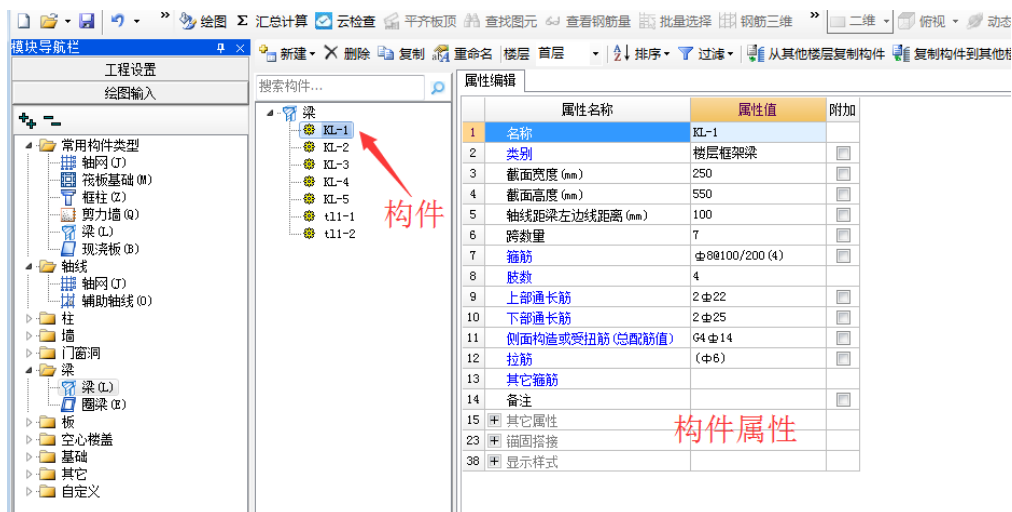 » 绘图 Σ 汇总计算 云检查 平齐板顶 查找图元 查看钢筋量 批量选择 钢筋三维 » 二维 俯视 动态
模块导航栏
工程设置
绘图输入
常用构件类型
轴网(J)
筏板基础(M)
框柱(Z)
剪力墙(Q)
梁(L)
现浇板(B)
轴线
轴网(J)
辅助轴线(O)
柱
墙
门窗洞
梁
梁(L)
圈梁(E)
板
空心楼盖
基础
其它
自定义
新建 删除 复制 重命名 楼层 首层 排序 过滤 从其他楼层复制构件 复制构件到其他楼
搜索构件...
梁
KL-1
KL-2
KL-3
KL-4
KL-5
tl1-1
tl1-2
构件
属性编辑
属性名称 属性值 附加
1 名称 KL-1
2 类别 楼层框架梁
3 截面宽度(mm) 250
4 截面高度(mm) 550
5 轴线距梁左边线距离(mm) 100
6 跨数量 7
7 箍筋 ф8@100/200(4)
8 肢数 4
9 上部通长筋 2ф22
10 下部通长筋 2ф25
11 侧面构造或受扭筋(总配筋值) G4ф14
12 拉筋 (ф6)
13 其它箍筋
14 备注
15 其它属性
23 锚固搭接
38 显示样式
构件属性